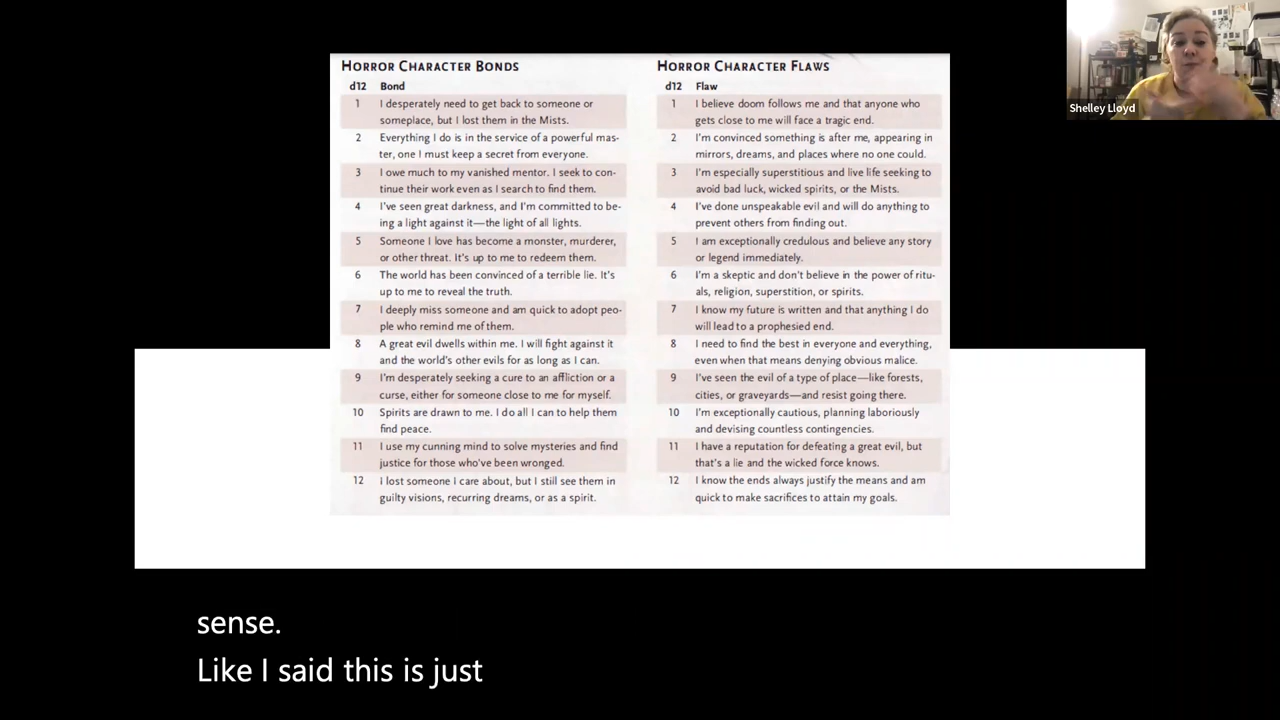 Shelley Lloyd
HORROR CHARACTER BONDS
d12 Bond
1 I desperately need to get back to someone or
someplace, but I lost them in the Mists.
2 Everything I do is in the service of a powerful mas-
ter, one I must keep a secret from everyone.
3 I owe much to my vanished mentor. I seek to con-
tinue their work even as I search to find them.
4 I've seen great darkness, and I'm committed to be-
ing a light against it—the light of all lights.
5 Someone I love has become a monster, murderer,
or other threat. It's up to me to redeem them.
6 The world has been convinced of a terrible lie. It's
up to me to reveal the truth.
7 I deeply miss someone and am quick to adopt peo-
ple who remind me of them.
8 A great evil dwells within me. I will fight against it
and the world's other evils for as long as I can.
9 I'm desperately seeking a cure to an affliction or a
curse, either for someone close to me for myself.
10 Spirits are drawn to me. I do all I can to help them
find peace.
11 I use my cunning mind to solve mysteries and find
justice for those who've been wronged.
12 I lost someone I care about, but I still see them in
guilty visions, recurring dreams, or as a spirit.
HORROR CHARACTER FLAWS
d12 Flaw
1 I believe doom follows me and that anyone who
gets close to me will face a tragic end.
2 I'm convinced something is after me, appearing in
mirrors, dreams, and places where no one could.
3 I'm especially superstitious and live life seeking to
avoid bad luck, wicked spirits, or the Mists.
4 I've done unspeakable evil and will do anything to
prevent others from finding out.
5 I am exceptionally credulous and believe any story
or legend immediately.
6 I'm a skeptic and don't believe in the power of ritu-
als, religion, superstition, or spirits.
7 I know my future is written and that anything I do
will lead to a prophesied end.
8 I need to find the best in everyone and everything,
even when that means denying obvious malice.
9 I've seen the evil of a type of place—like forests,
cities, or graveyards—and resist going there.
10 I'm exceptionally cautious, planning laboriously
and devising countless contingencies.
11 I have a reputation for defeating a great evil, but
that's a lie and the wicked force knows.
12 I know the ends always justify the means and am
quick to make sacrifices to attain my goals.
sense.
Like I said this is just